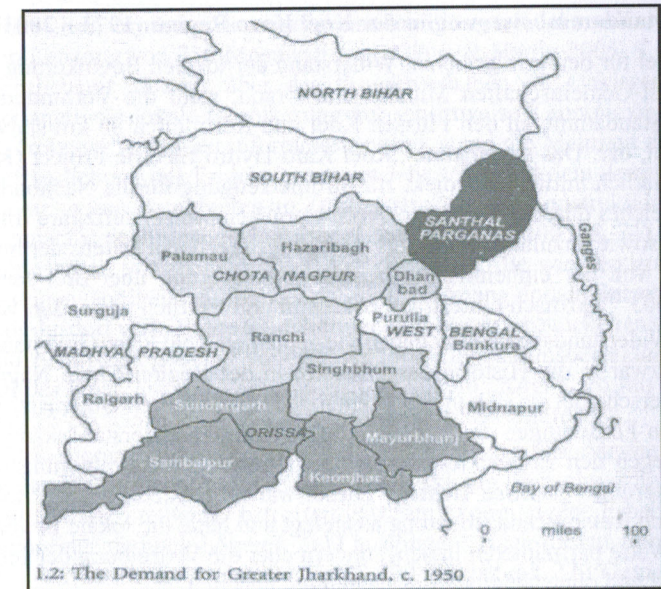 NORTH BIHAR
SOUTH BIHAR
SANTHAL
PARGANAS
Ganges
Palamau
Hazaribagh
CHOTA NAGPUR
Dhan
bad
Surguja
Purulia
WEST BENGAL
Bankura
Ranchi
MADHYA PRADESH
Singhbhum
Raigarh
Sundargarh
Midnapur
ORISSA
Mayurbhanj
Sambalpur
Keonjhar
Bay of Bengal
0 miles 100
1.2: The Demand for Greater Jharkhand, c. 1950